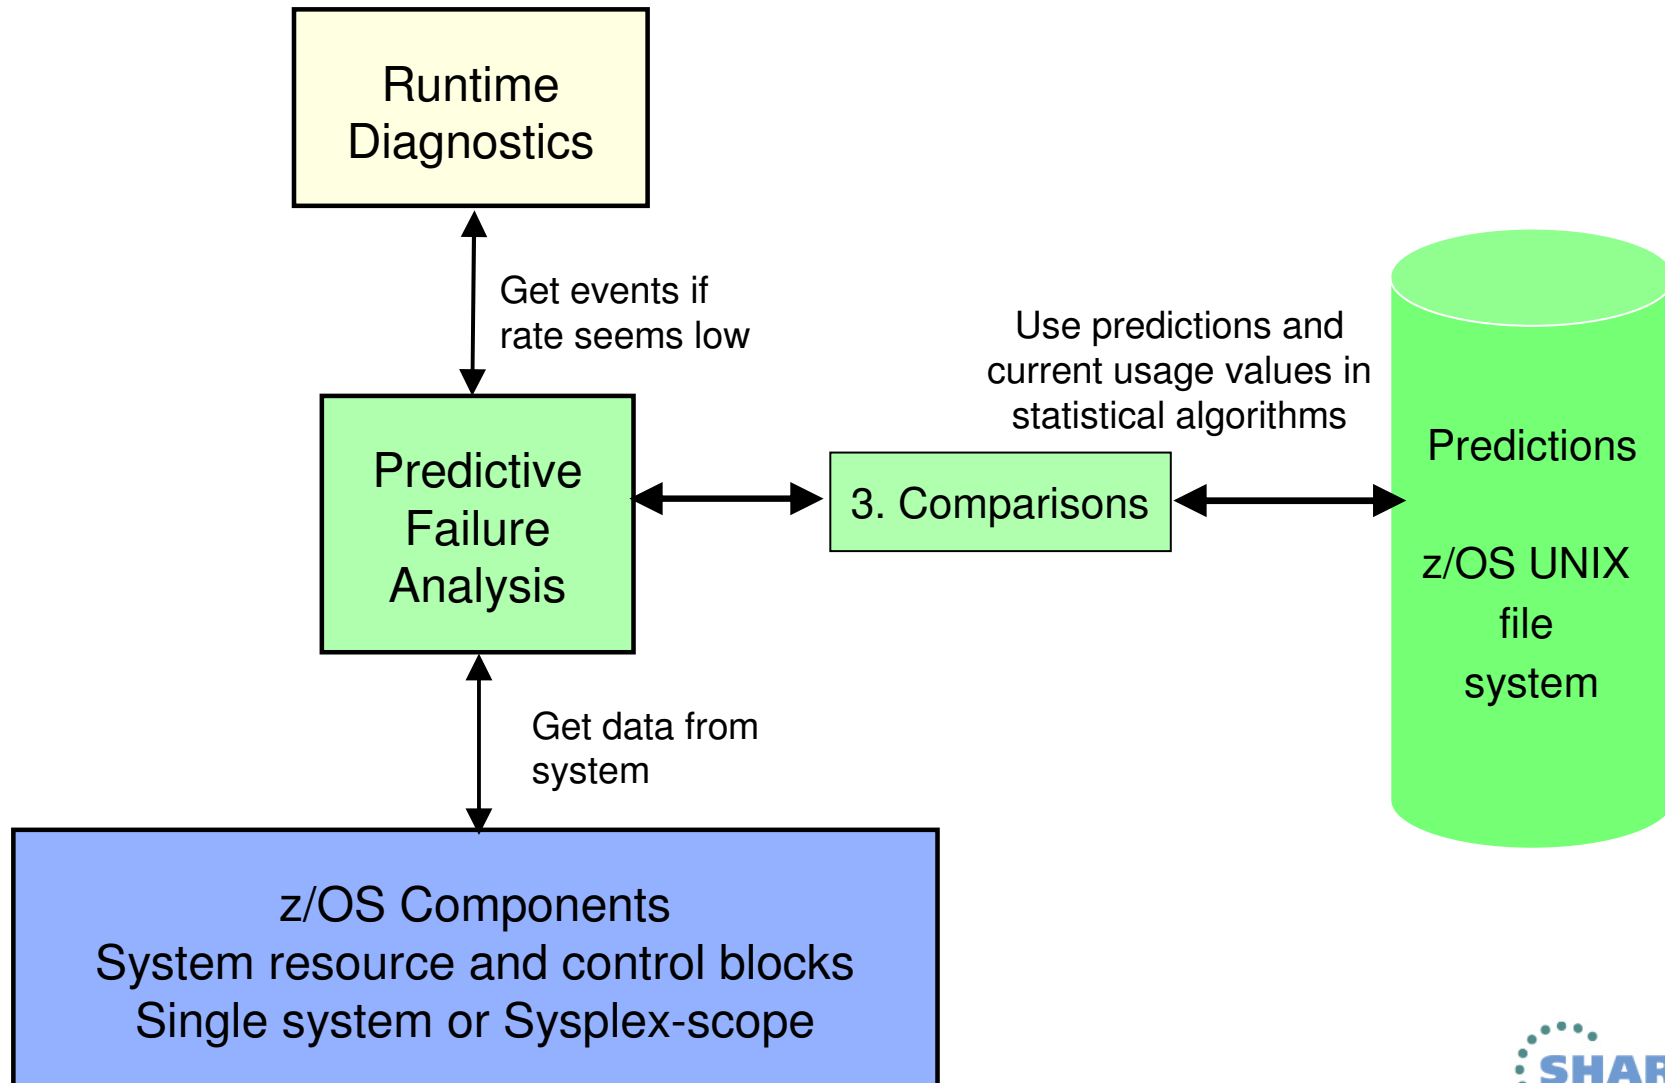 Runtime
Diagnostics
Get events if
rate seems low
Use predictions and
current usage values in
statistical algorithms
Predictive
Failure
Analysis
3. Comparisons
Predictions
z/OS UNIX
file
system
Get data from
system
z/OS Components
System resource and control blocks
Single system or Sysplex-scope